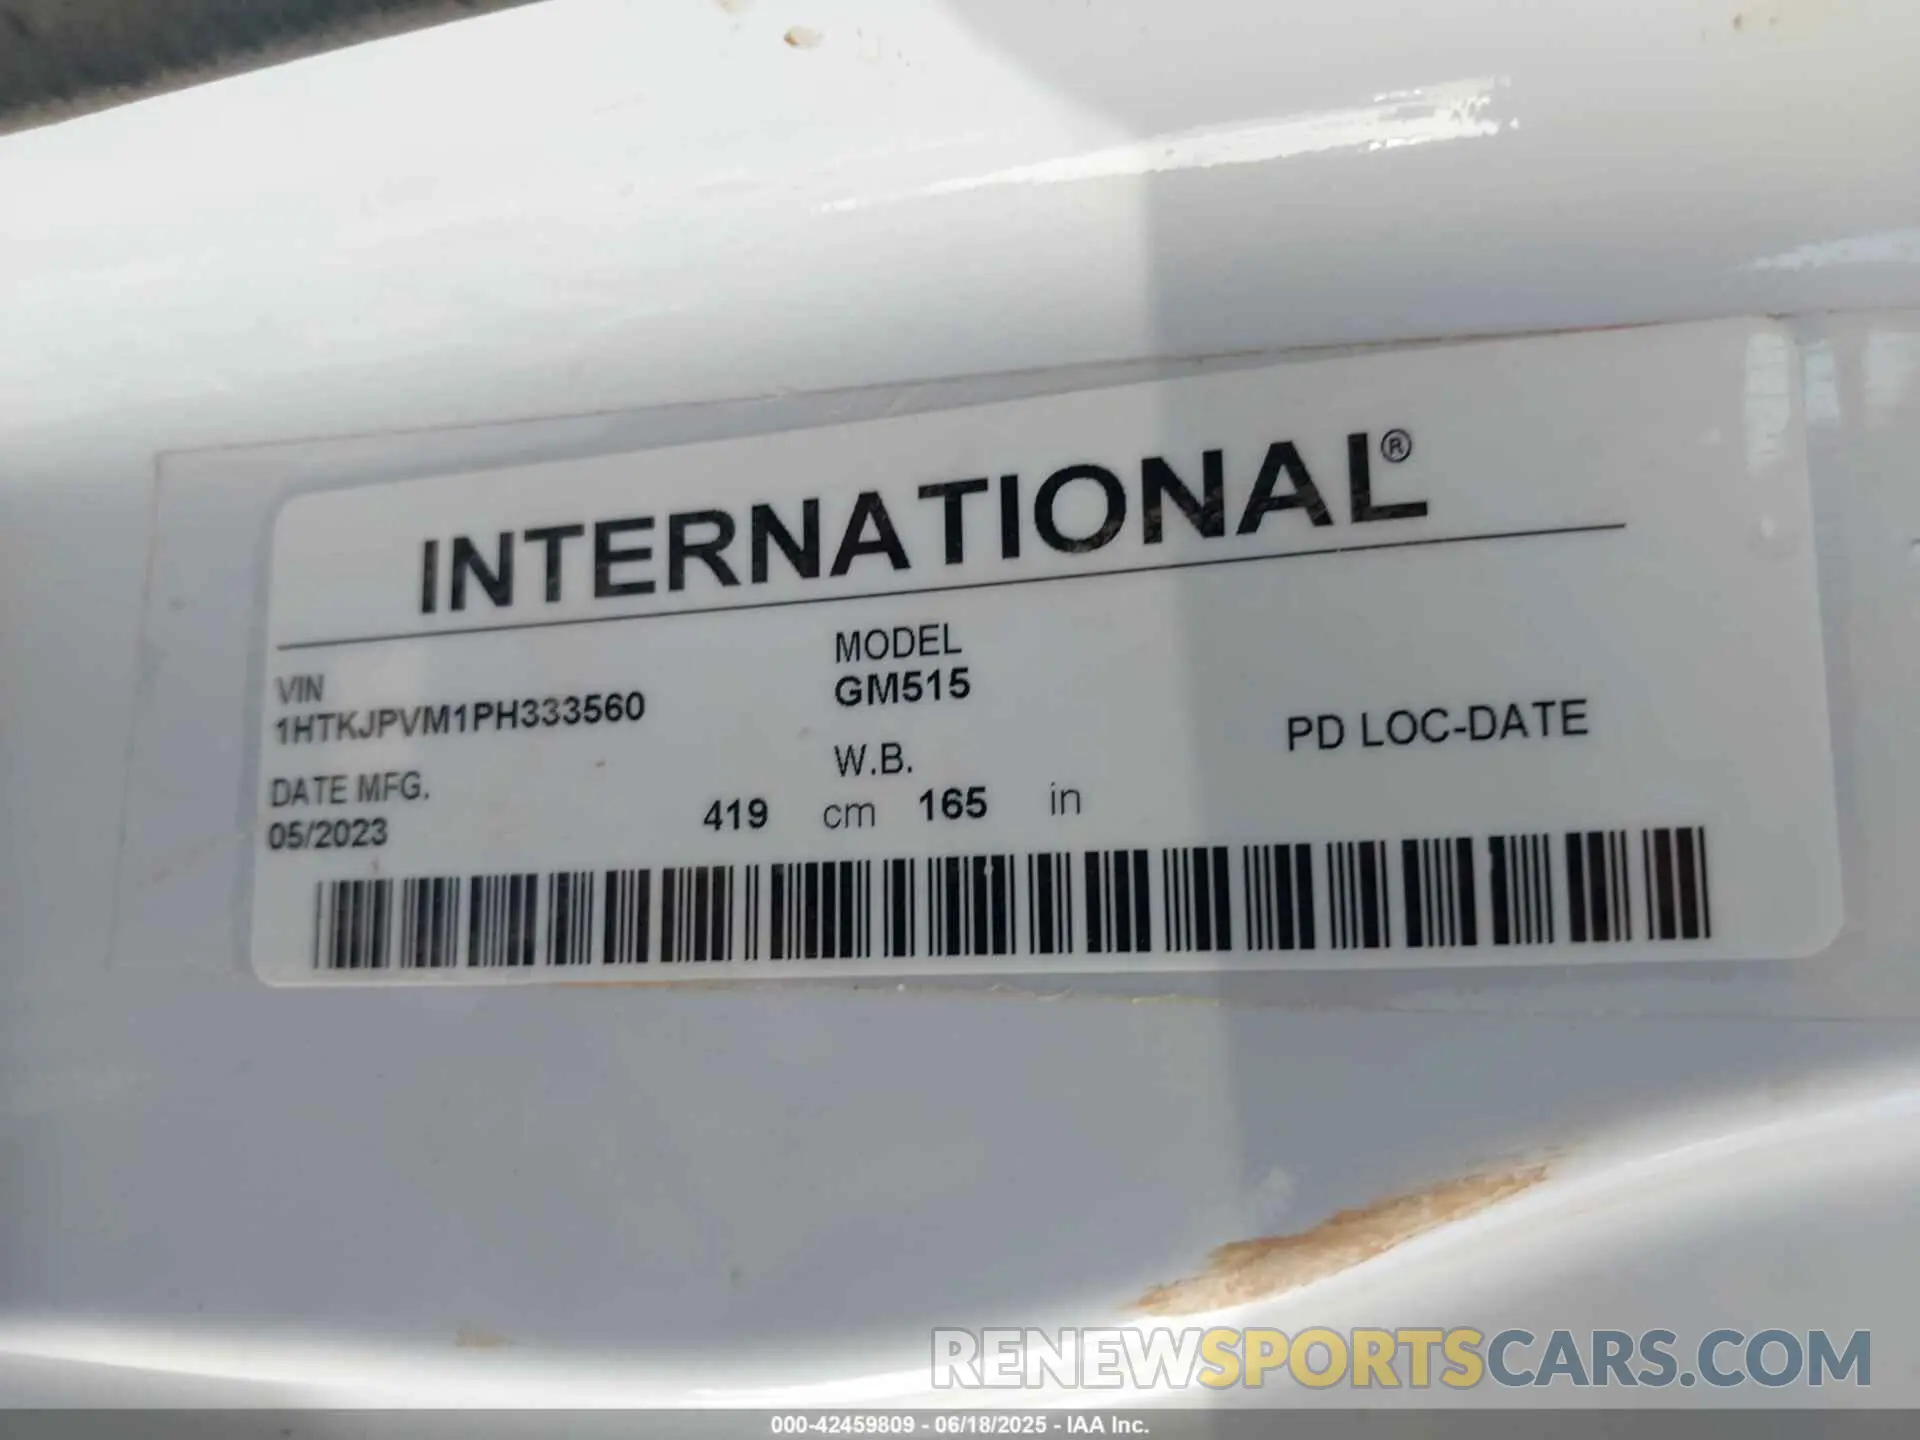 INTERNATIONAL®
VIN
1HTKJPVM1PH333560
MODEL
GM515
DATE MFG.
05/2023
W.B.
419 cm 165 in
PD LOC-DATE
RENEWSPORTSCARS.COM
000-42459809 - 06/18/2025 - IAA Inc.